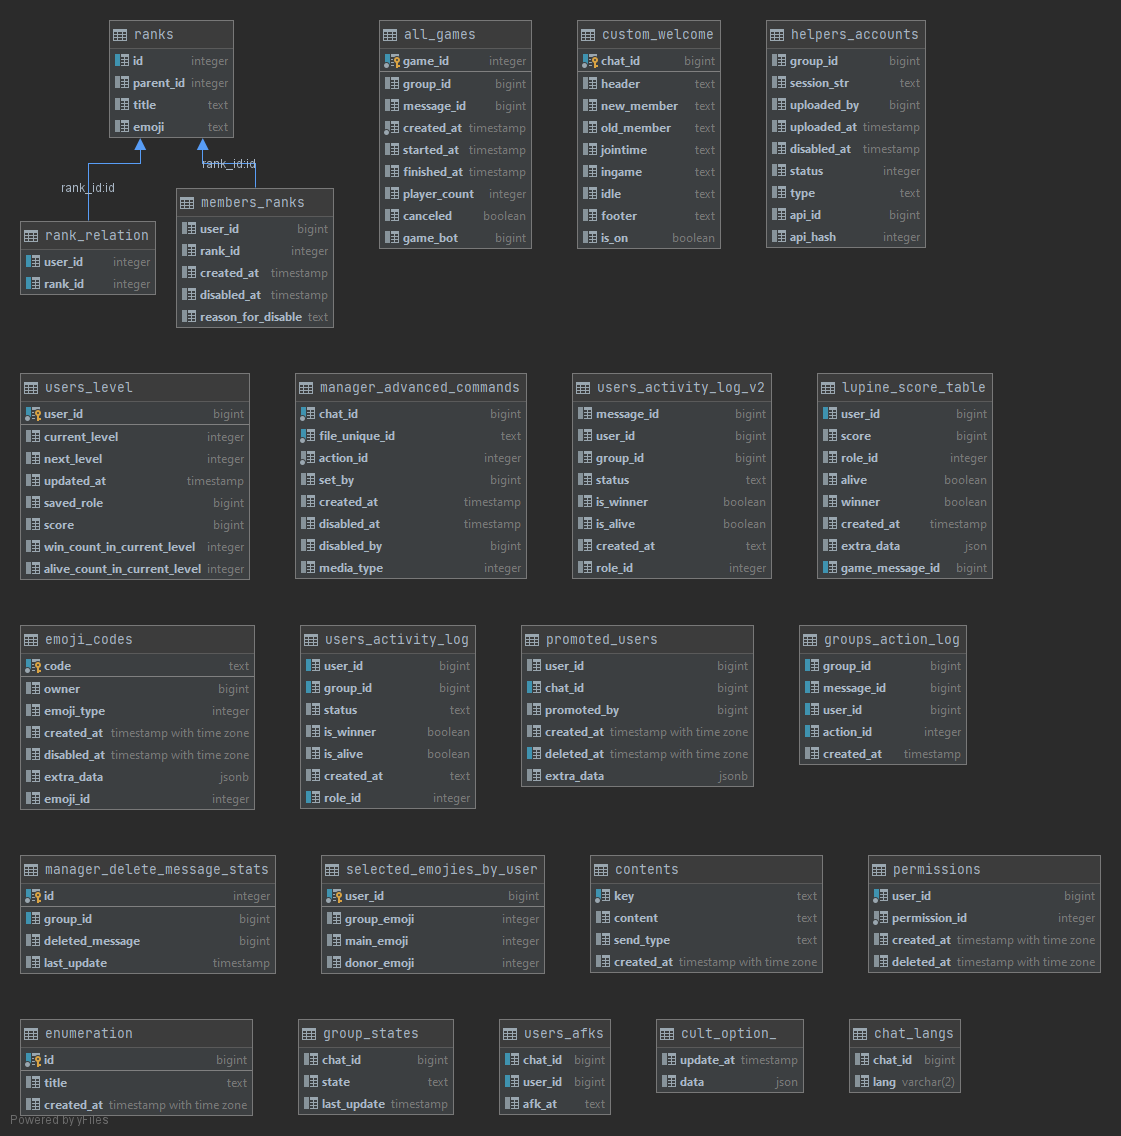 ranks
id integer
parent_id integer
title text
emoji text
rank_id:id
rank_id:id
rank_relation
user_id integer
rank_id integer
members_ranks
user_id bigint
rank_id integer
created_at timestamp
disabled_at timestamp
reason_for_disable text
all_games
game_id integer
group_id bigint
message_id bigint
created_at timestamp
started_at timestamp
finished_at timestamp
player_count integer
canceled boolean
game_bot bigint
custom_welcome
chat_id bigint
header text
new_member text
old_member text
jointime text
ingame text
idle text
footer text
is_on boolean
helpers_accounts
group_id bigint
session_str text
uploaded_by bigint
uploaded_at timestamp
disabled_at timestamp
status integer
type text
api_id bigint
api_hash integer
users_level
user_id bigint
current_level integer
next_level integer
updated_at timestamp
saved_role bigint
score bigint
win_count_in_current_level integer
alive_count_in_current_level integer
manager_advanced_commands
chat_id bigint
file_unique_id text
action_id integer
set_by bigint
created_at timestamp
disabled_at timestamp
disabled_by bigint
media_type integer
users_activity_log_v2
message_id bigint
user_id bigint
group_id bigint
status text
is_winner boolean
is_alive boolean
created_at text
role_id integer
lupine_score_table
user_id bigint
score bigint
role_id integer
alive boolean
winner boolean
created_at timestamp
extra_data json
game_message_id bigint
emoji_codes
code text
owner bigint
emoji_type integer
created_at timestamp with time zone
disabled_at timestamp with time zone
extra_data jsonb
emoji_id integer
users_activity_log
user_id bigint
group_id bigint
status text
is_winner boolean
is_alive boolean
created_at text
role_id integer
promoted_users
user_id bigint
chat_id bigint
promoted_by bigint
created_at timestamp with time zone
deleted_at timestamp with time zone
extra_data jsonb
groups_action_log
group_id bigint
message_id bigint
user_id bigint
action_id integer
created_at timestamp
manager_delete_message_stats
id integer
group_id bigint
deleted_message bigint
last_update timestamp
selected_emojies_by_user
user_id bigint
group_emoji integer
main_emoji integer
donor_emoji integer
contents
key text
content text
send_type text
created_at timestamp with time zone
permissions
user_id bigint
permission_id integer
created_at timestamp with time zone
deleted_at timestamp with time zone
enumeration
id bigint
title text
created_at timestamp with time zone
group_states
chat_id bigint
state text
last_update timestamp
users_afks
chat_id bigint
user_id bigint
afk_at text
cult_option_
update_at timestamp
data json
chat_langs
chat_id bigint
lang varchar(2)
Powered by yFiles